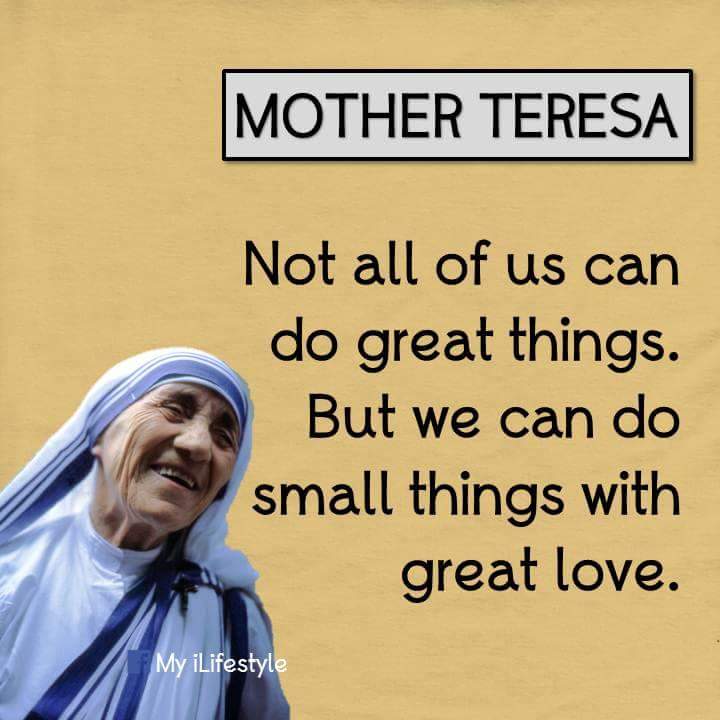 MOTHER TERESA
Not all of us can
do great things.
But we can do
small things with
great love.
f My iLifestyle